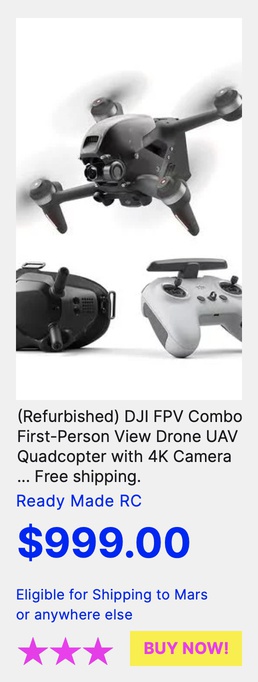 (Refurbished) DJI FPV Combo
First-Person View Drone UAV
Quadcopter with 4K Camera
... Free shipping.
Ready Made RC
$999.00
Eligible for Shipping to Mars
or anywhere else
BUY NOW!